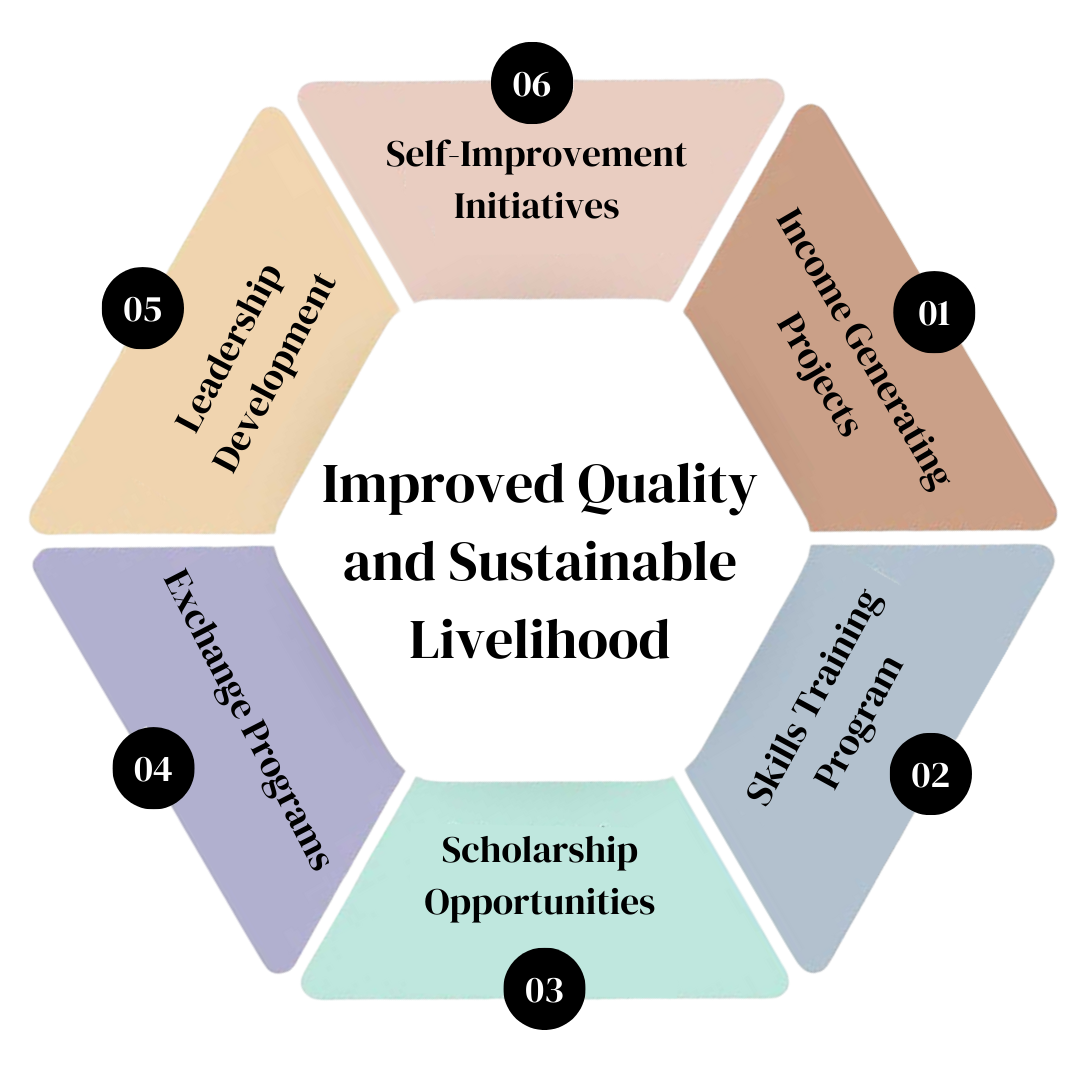 06
Self-Improvement
Initiatives
01
Income Generating
Projects
02
Skills Training
Program
03
Scholarship
Opportunities
04
Exchange Programs
05
Leadership
Development
Improved Quality
and Sustainable
Livelihood